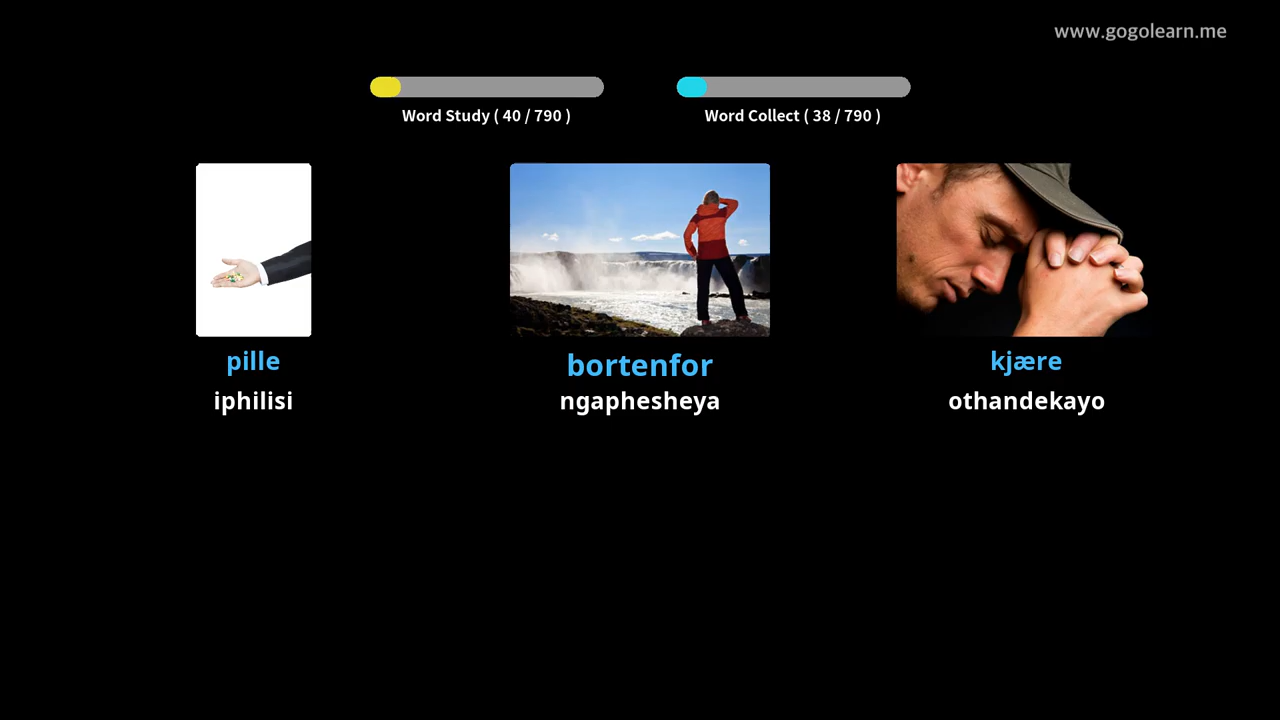 www.gogolearn.me
Word Study ( 40 / 790 )
Word Collect ( 38 / 790 )
pille
iphilisi
bortenfor
ngaphesheya
kjære
othandekayo